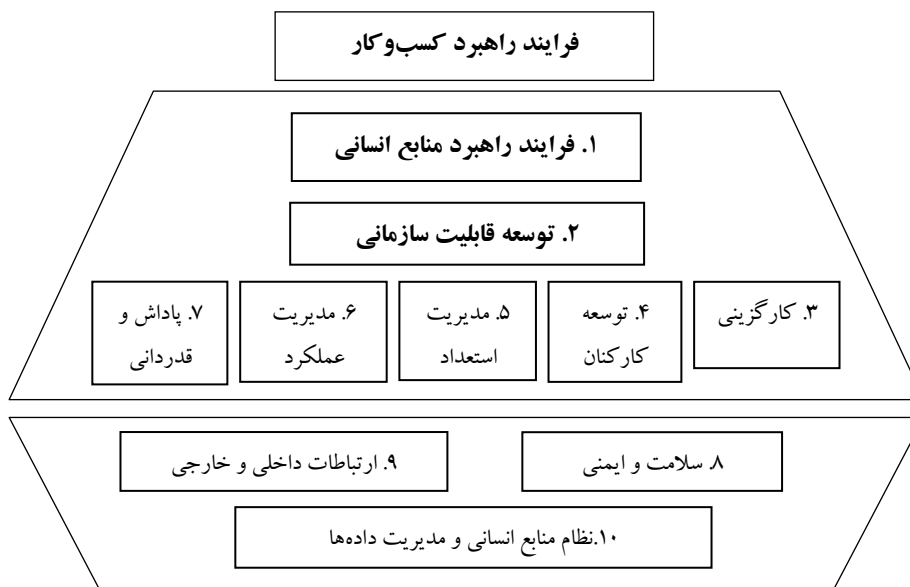 فرایند راهبرد کسب‌وکار
۱. فرایند راهبرد منابع انسانی
۲. توسعه قابلیت سازمانی
۳. کارگزینی
۴. توسعه
کارکنان
۵. مدیریت
استعداد
۶. مدیریت
عملکرد
۷. پاداش و
قدردانی
۸. سلامت و ایمنی
۹. ارتباطات داخلی و خارجی
۱۰.نظام منابع انسانی و مدیریت داده‌ها